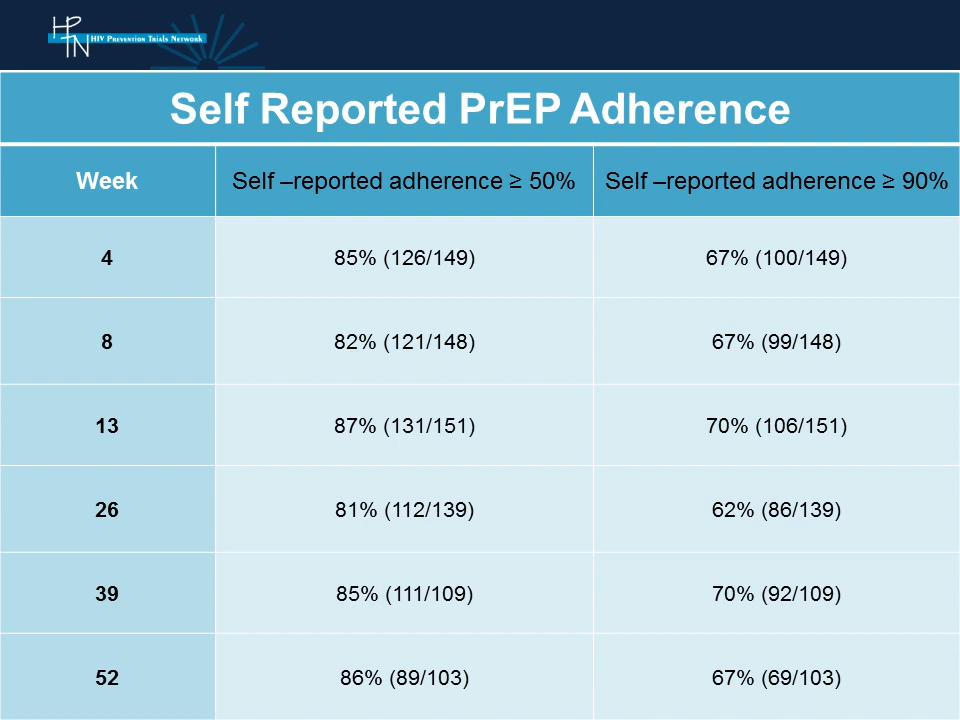 HPTN
HIV PREVENTION TRIALS NETWORK
Self Reported PrEP Adherence
Week Self –reported adherence ≥ 50% Self –reported adherence ≥ 90%
4 85% (126/149) 67% (100/149)
8 82% (121/148) 67% (99/148)
13 87% (131/151) 70% (106/151)
26 81% (112/139) 62% (86/139)
39 85% (111/109) 70% (92/109)
52 86% (89/103) 67% (69/103)